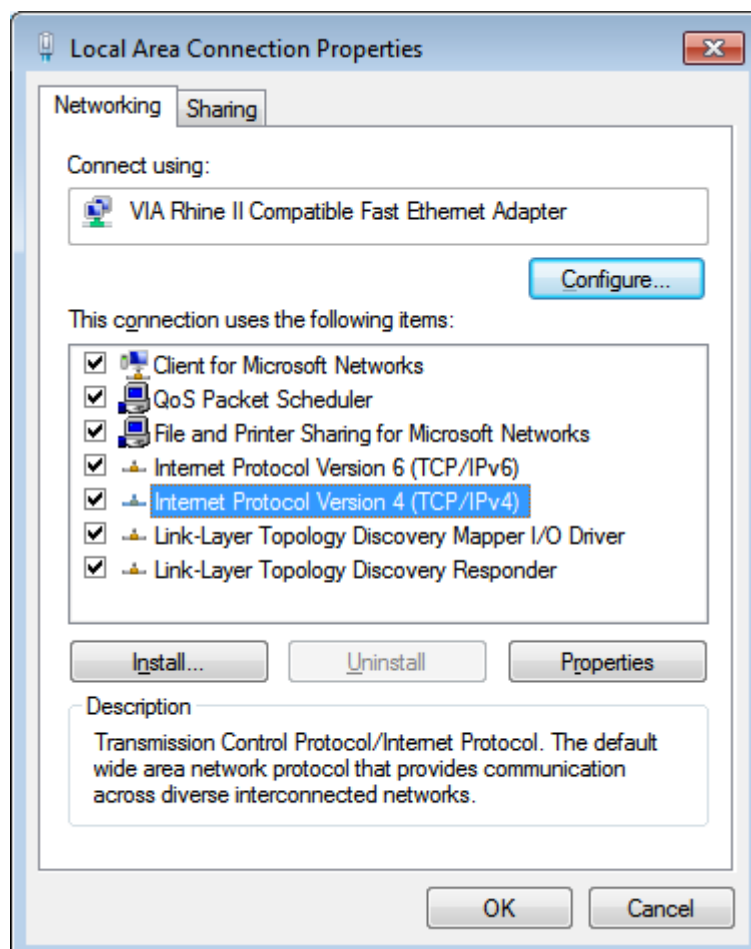 Local Area Connection Properties
Networking
Sharing
Connect using:
VIA Rhine II Compatible Fast Ethernet Adapter
Configure...
This connection uses the following items:
Client for Microsoft Networks
QoS Packet Scheduler
File and Printer Sharing for Microsoft Networks
Internet Protocol Version 6 (TCP/IPv6)
Internet Protocol Version 4 (TCP/IPv4)
Link-Layer Topology Discovery Mapper I/O Driver
Link-Layer Topology Discovery Responder
Install...
Uninstall
Properties
Description
Transmission Control Protocol/Internet Protocol. The default
wide area network protocol that provides communication
across diverse interconnected networks.
OK
Cancel